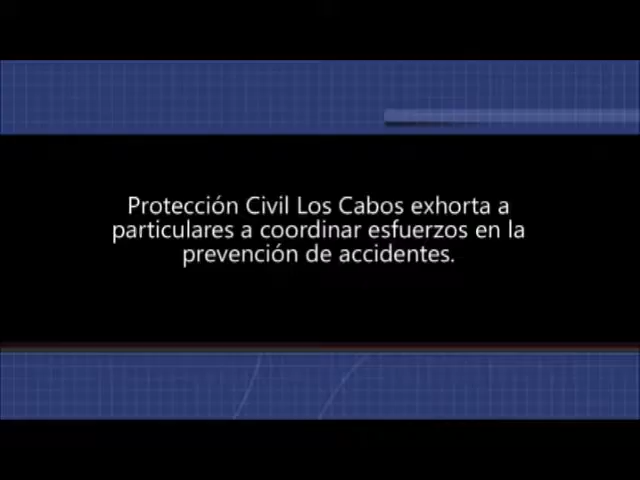 Protección Civil Los Cabos exhorta a
particulares a coordinar esfuerzos en la
prevención de accidentes.